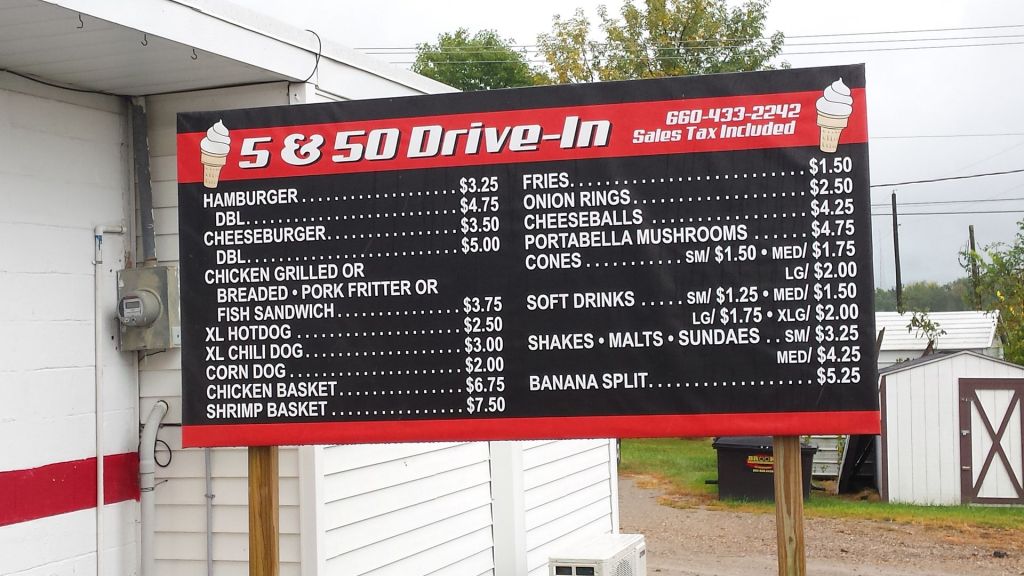 5 & 50 Drive-In
660-433-2242
Sales Tax Included
HAMBURGER $3.25
DBL $4.75
CHEESEBURGER $3.50
DBL $5.00
CHICKEN GRILLED OR
BREADED • PORK FRITTER OR
FISH SANDWICH $3.75
XL HOTDOG $2.50
XL CHILI DOG $3.00
CORN DOG $2.00
CHICKEN BASKET $6.75
SHRIMP BASKET $7.50
FRIES $1.50
ONION RINGS $2.50
CHEESEBALLS $4.25
PORTABELLA MUSHROOMS $4.75
CONES SM/ $1.50 • MED/ $1.75
LG/ $2.00
SOFT DRINKS SM/ $1.25 • MED/ $1.50
LG/ $1.75 • XLG/ $2.00
SHAKES • MALTS • SUNDAES SM/ $3.25
MED/ $4.25
BANANA SPLIT $5.25